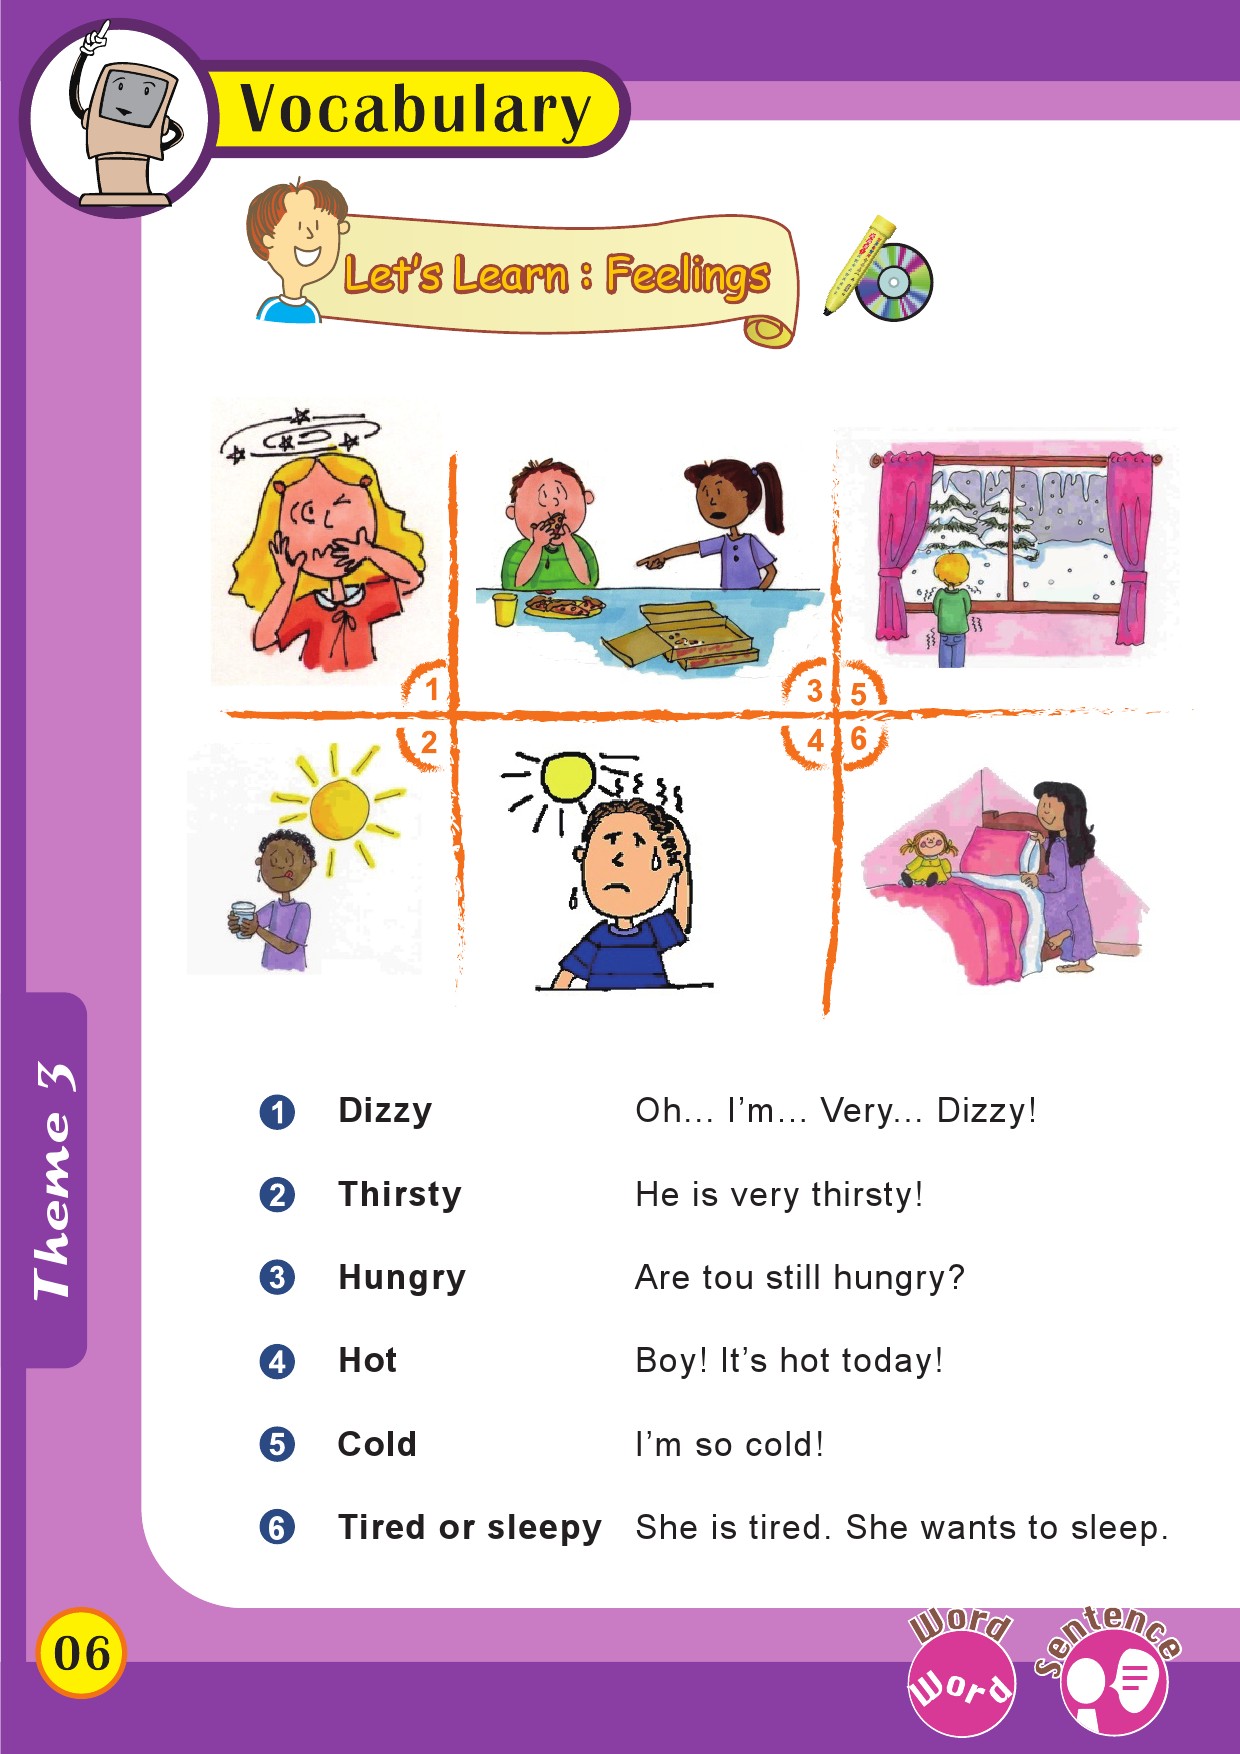 Vocabulary
Let's Learn : Feelings
1
3
5
2
4
6
1 Dizzy Oh... I'm... Very... Dizzy!
2 Thirsty He is very thirsty!
3 Hungry Are tou still hungry?
4 Hot Boy! It's hot today!
5 Cold I'm so cold!
6 Tired or sleepy She is tired. She wants to sleep.
Theme 3
06
Word
Word
Sentence